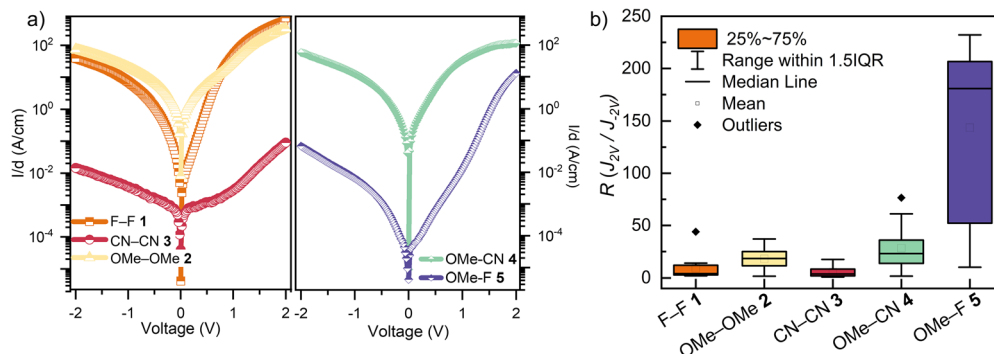 a)
I/d (A/cm)
10²
10⁰
10⁻²
10⁻⁴
F–F 1
CN–CN 3
OMe–OMe 2
-2 -1 0 1 2
Voltage (V)
OMe-CN 4
OMe-F 5
-2 -1 0 1 2
Voltage (V)
10²
10⁰
10⁻²
10⁻⁴
I/d (A/cm)
b)
R (J2V / J-2V)
250
200
150
100
50
0
25%~75%
Range within 1.5IQR
Median Line
Mean
Outliers
F–F 1
OMe–OMe 2
CN–CN 3
OMe–CN 4
OMe–F 5